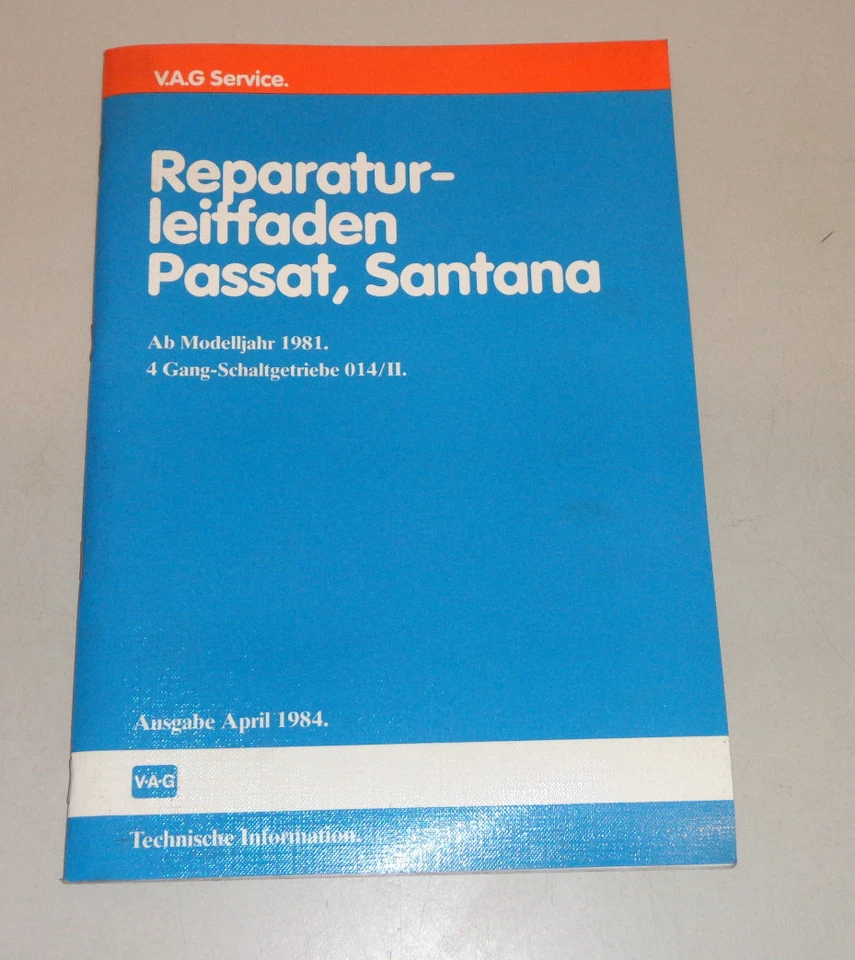 V.A.G Service.
Reparatur-
leitfaden
Passat, Santana
Ab Modelljahr 1981.
4 Gang-Schaltgetriebe 014/II.
Ausgabe April 1984.
V·A·G
Technische Information.